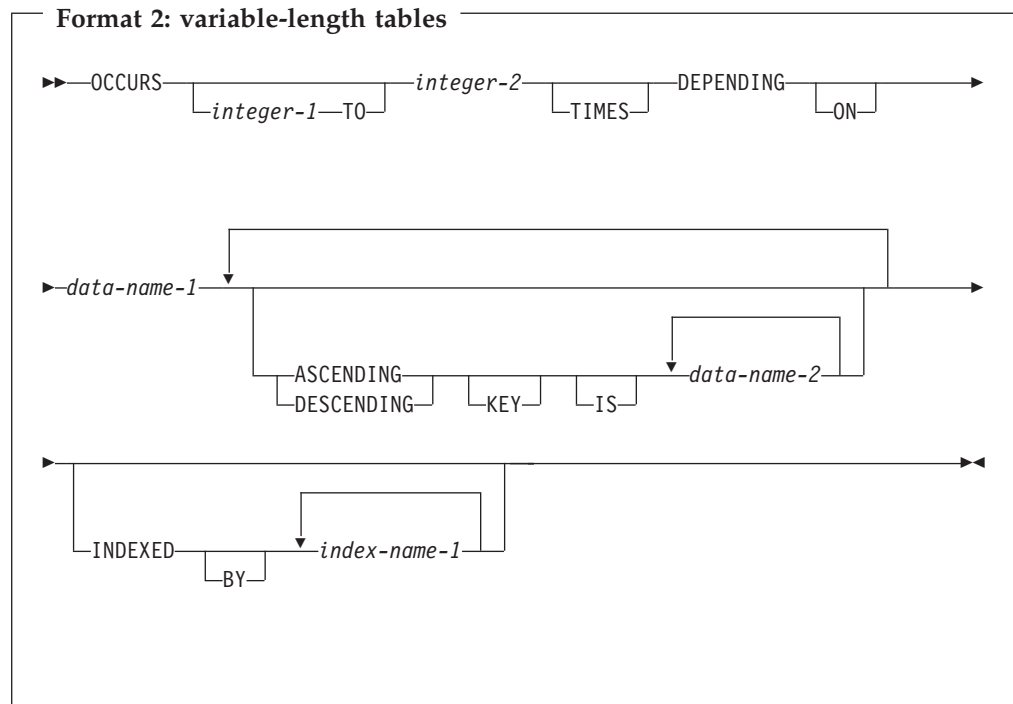 Format 2: variable-length tables
OCCURS integer-2 DEPENDING
integer-1 TO TIMES ON
data-name-1
ASCENDING data-name-2
DESCENDING KEY IS
INDEXED index-name-1
BY